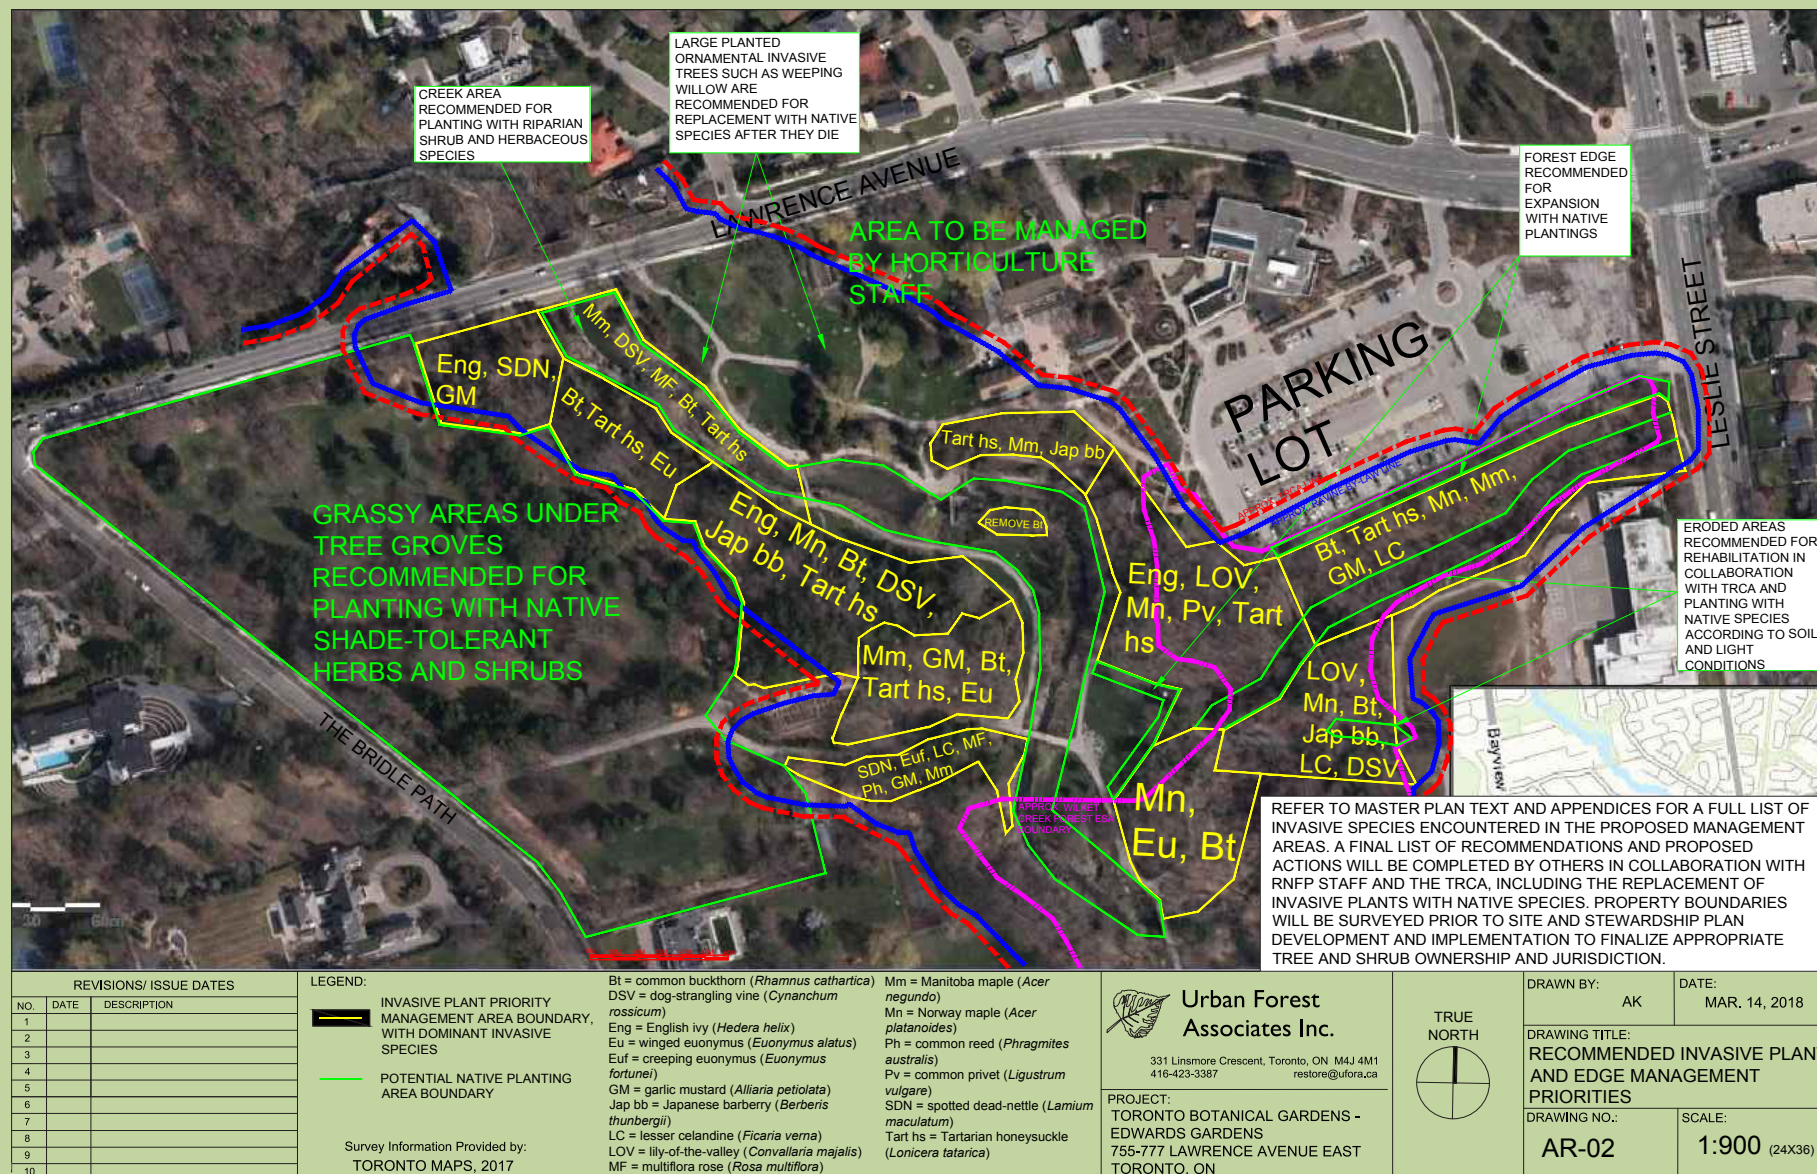 CREEK AREA
RECOMMENDED FOR
PLANTING WITH RIPARIAN
SHRUB AND HERBACEOUS
SPECIES
LARGE PLANTED
ORNAMENTAL INVASIVE
TREES SUCH AS WEEPING
WILLOW ARE
RECOMMENDED FOR
REPLACEMENT WITH NATIVE
SPECIES AFTER THEY DIE
FOREST EDGE
RECOMMENDED
FOR
EXPANSION
WITH NATIVE
PLANTINGS
LAWRENCE AVENUE
AREA TO BE MANAGED
BY HORTICULTURE
STAFF
LESLIE STREET
PARKING
LOT
Eng, SDN,
GM
Mm, DSV, MF, Bt, Tart hs
Bt, Tart hs, Eu
Tart hs, Mm, Jap bb
REMOVE Bt
Eng, Mn, Bt, DSV,
Jap bb, Tart hs
Mm, GM, Bt,
Tart hs, Eu
SDN, Euf, LC, MF,
Ph, GM, Mm
Eng, LOV,
Mn, Pv, Tart
hs
Bt, Tart hs, Mn, Mm,
GM, LC
LOV,
Mn, Bt,
Jap bb,
LC, DSV
Mn,
Eu, Bt
APPROX. RAVINE BY-LAW LINE
APPROX.
CREEK FOREST ESA
BOUNDARY
GRASSY AREAS UNDER
TREE GROVES
RECOMMENDED FOR
PLANTING WITH NATIVE
SHADE-TOLERANT
HERBS AND SHRUBS
THE BRIDLE PATH
ERODED AREAS
RECOMMENDED FOR
REHABILITATION IN
COLLABORATION
WITH TRCA AND
PLANTING WITH
NATIVE SPECIES
ACCORDING TO SOIL
AND LIGHT
CONDITIONS
Bayview
REFER TO MASTER PLAN TEXT AND APPENDICES FOR A FULL LIST OF
INVASIVE SPECIES ENCOUNTERED IN THE PROPOSED MANAGEMENT
AREAS. A FINAL LIST OF RECOMMENDATIONS AND PROPOSED
ACTIONS WILL BE COMPLETED BY OTHERS IN COLLABORATION WITH
RNFP STAFF AND THE TRCA, INCLUDING THE REPLACEMENT OF
INVASIVE PLANTS WITH NATIVE SPECIES. PROPERTY BOUNDARIES
WILL BE SURVEYED PRIOR TO SITE AND STEWARDSHIP PLAN
DEVELOPMENT AND IMPLEMENTATION TO FINALIZE APPROPRIATE
TREE AND SHRUB OWNERSHIP AND JURISDICTION.
REVISIONS/ ISSUE DATES
NO. DATE DESCRIPTION
1
2
3
4
5
6
7
8
9
10
LEGEND:
INVASIVE PLANT PRIORITY
MANAGEMENT AREA BOUNDARY,
WITH DOMINANT INVASIVE
SPECIES
POTENTIAL NATIVE PLANTING
AREA BOUNDARY
Survey Information Provided by:
TORONTO MAPS, 2017
Bt = common buckthorn (Rhamnus cathartica)
DSV = dog-strangling vine (Cynanchum
rossicum)
Eng = English ivy (Hedera helix)
Eu = winged euonymus (Euonymus alatus)
Euf = creeping euonymus (Euonymus
fortunei)
GM = garlic mustard (Alliaria petiolata)
Jap bb = Japanese barberry (Berberis
thunbergii)
LC = lesser celandine (Ficaria verna)
LOV = lily-of-the-valley (Convallaria majalis)
MF = multiflora rose (Rosa multiflora)
Mm = Manitoba maple (Acer
negundo)
Mn = Norway maple (Acer
platanoides)
Ph = common reed (Phragmites
australis)
Pv = common privet (Ligustrum
vulgare)
SDN = spotted dead-nettle (Lamium
maculatum)
Tart hs = Tartarian honeysuckle
(Lonicera tatarica)
Urban Forest
Associates Inc.
331 Linsmore Crescent, Toronto, ON M4J 4M1
416-423-3387 restore@ufora.ca
PROJECT:
TORONTO BOTANICAL GARDENS -
EDWARDS GARDENS
755-777 LAWRENCE AVENUE EAST
TORONTO, ON
TRUE
NORTH
DRAWN BY:
AK
DATE:
MAR. 14, 2018
DRAWING TITLE:
RECOMMENDED INVASIVE PLAN
AND EDGE MANAGEMENT
PRIORITIES
DRAWING NO.:
AR-02
SCALE:
1:900 (24X36)